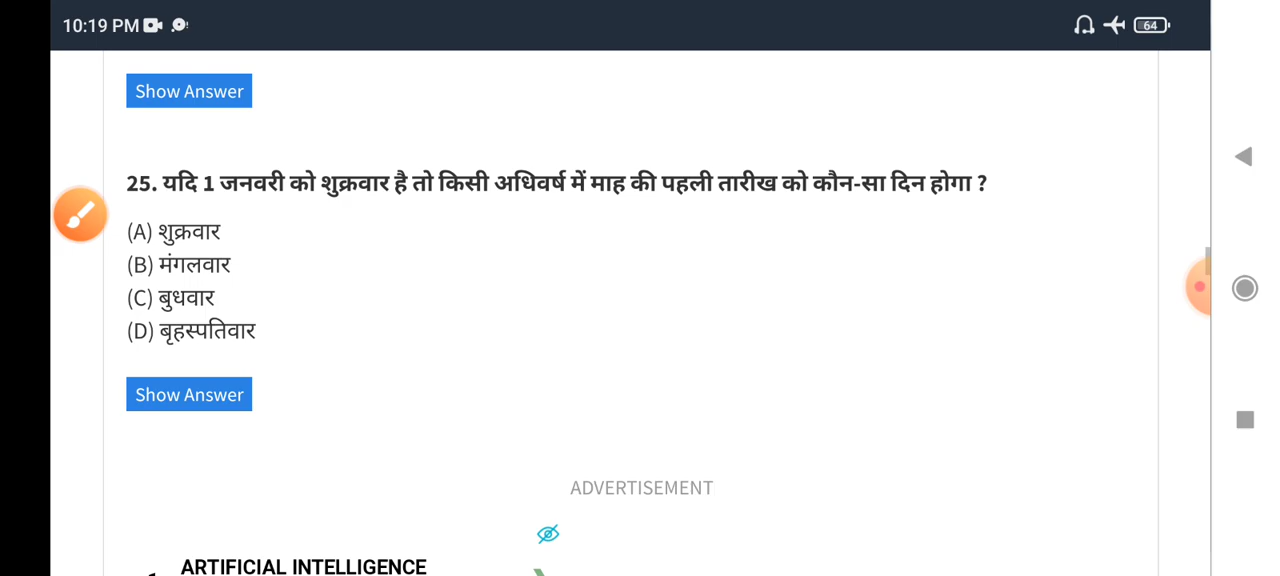 10:19 PM
64
Show Answer
25. यदि 1 जनवरी को शुक्रवार है तो किसी अधिवर्ष में माह की पहली तारीख को कौन-सा दिन होगा ?
(A) शुक्रवार
(B) मंगलवार
(C) बुधवार
(D) बृहस्पतिवार
Show Answer
ADVERTISEMENT
ARTIFICIAL INTELLIGENCE